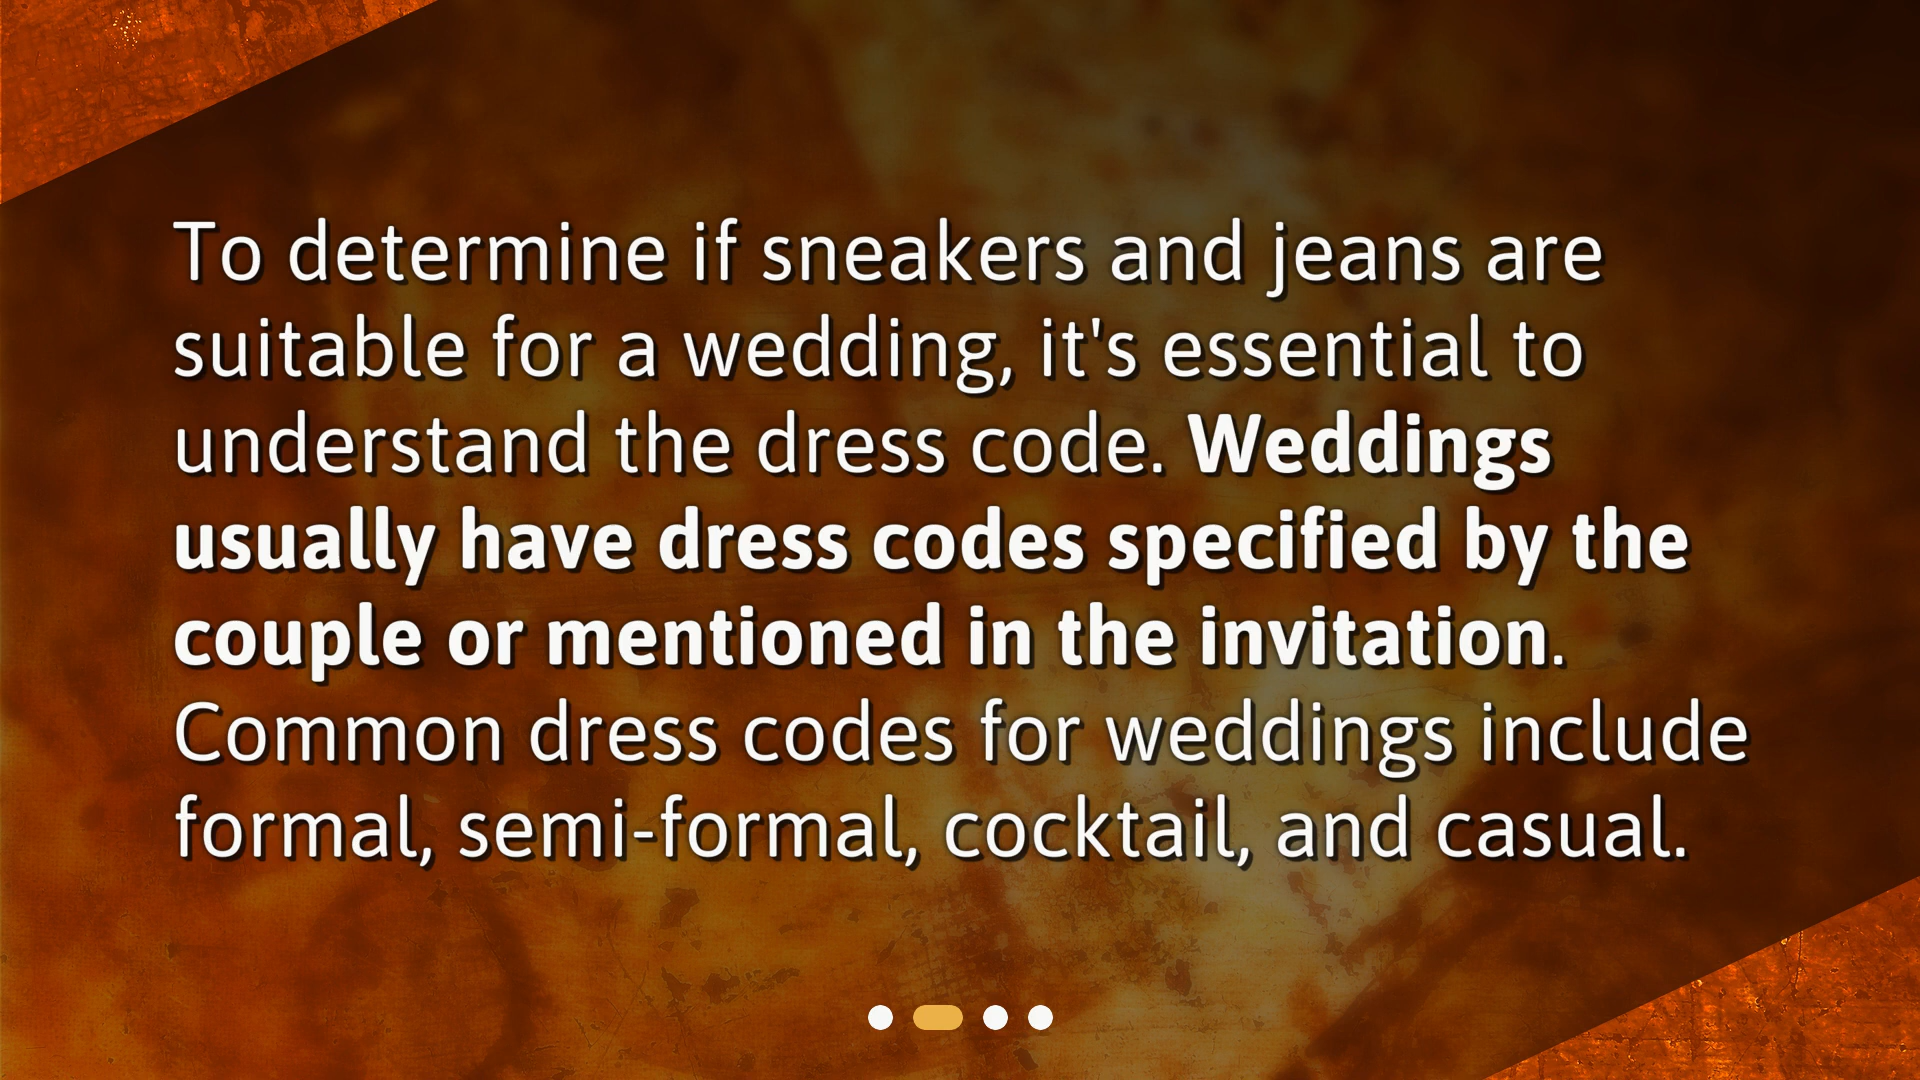 To determine if sneakers and jeans are
suitable for a wedding, it's essential to
understand the dress code. Weddings
usually have dress codes specified by the
couple or mentioned in the invitation.
Common dress codes for weddings include
formal, semi-formal, cocktail, and casual.